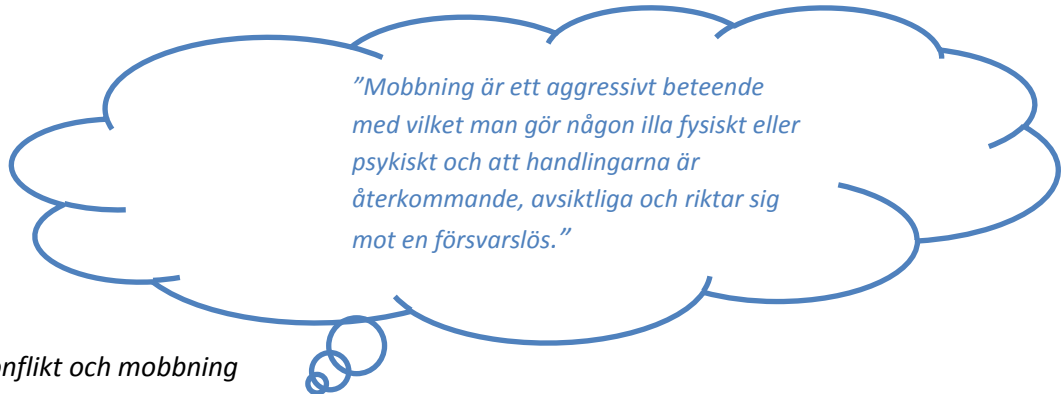 ”Mobbning är ett aggressivt beteende
med vilket man gör någon illa fysiskt eller
psykiskt och att handlingarna är
återkommande, avsiktliga och riktar sig
mot en försvarslös.”
nflikt och mobbning